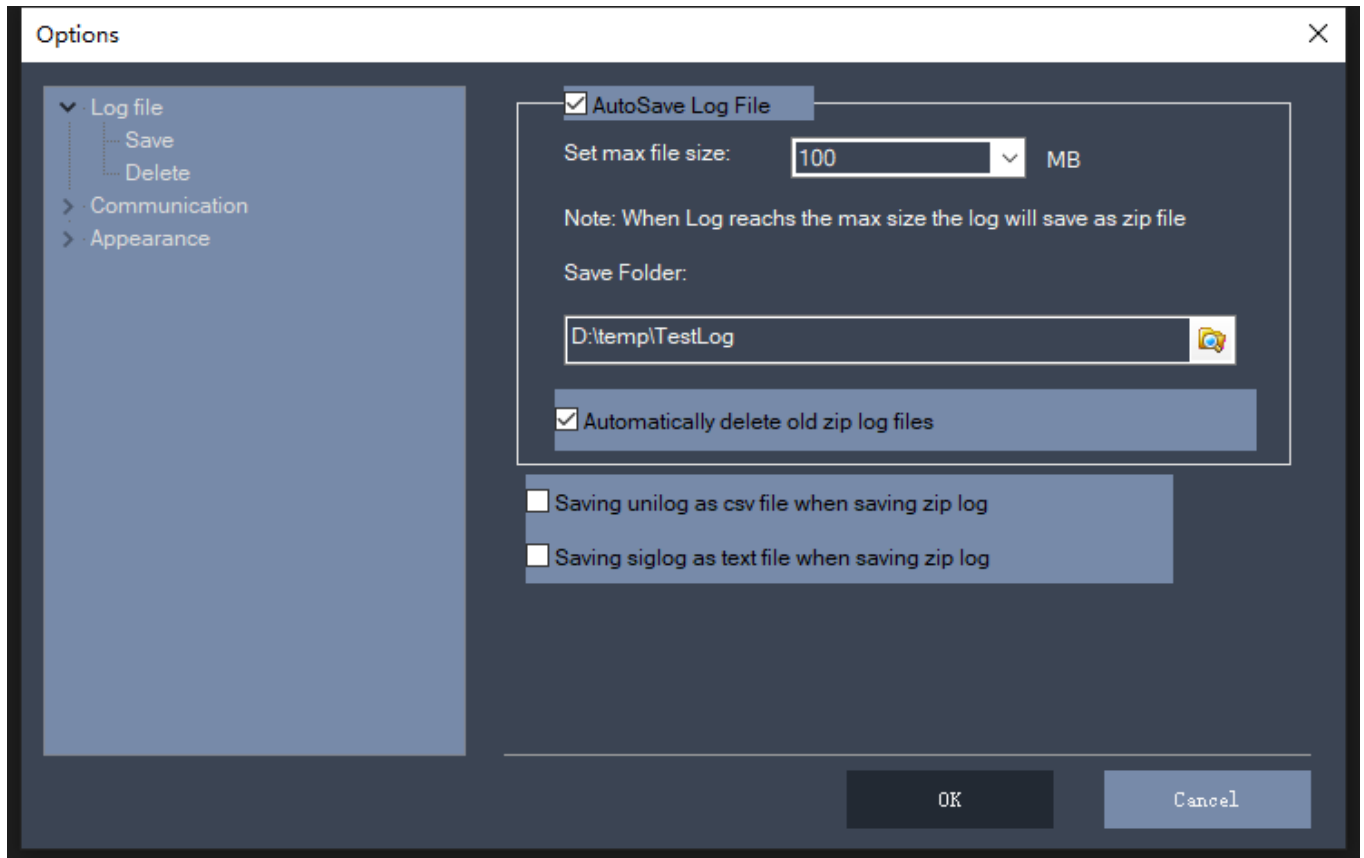 Options
Log file
Save
Delete
Communication
Appearance
AutoSave Log File
Set max file size:
100
MB
Note: When Log reachs the max size the log will save as zip file
Save Folder:
D:\temp\TestLog
Automatically delete old zip log files
Saving unilog as csv file when saving zip log
Saving siglog as text file when saving zip log
OK
Cancel